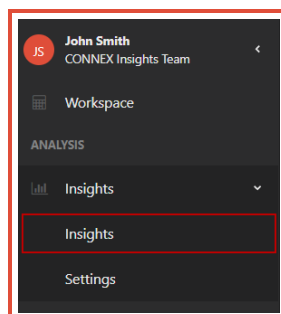 JS
John Smith
CONNEX Insights Team
Workspace
ANALYSIS
Insights
Insights
Settings